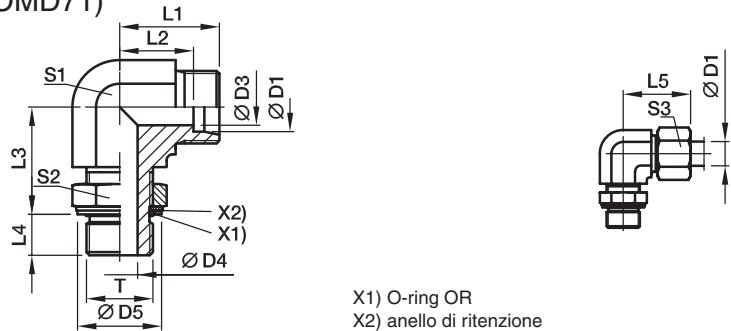 OMD71)
L1
L2
S1
Ø D3
Ø D1
L3
S2
X2)
X1)
L4
Ø D4
T
Ø D5
L5
S3
Ø D1
X1) O-ring OR
X2) anello di ritenzione